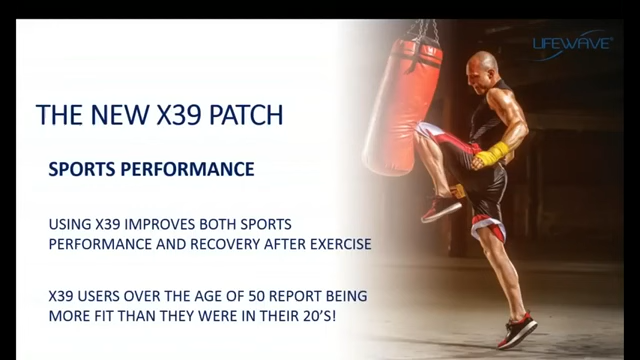 LIFEWAVE®
THE NEW X39 PATCH
SPORTS PERFORMANCE
USING X39 IMPROVES BOTH SPORTS
PERFORMANCE AND RECOVERY AFTER EXERCISE
X39 USERS OVER THE AGE OF 50 REPORT BEING
MORE FIT THAN THEY WERE IN THEIR 20'S!